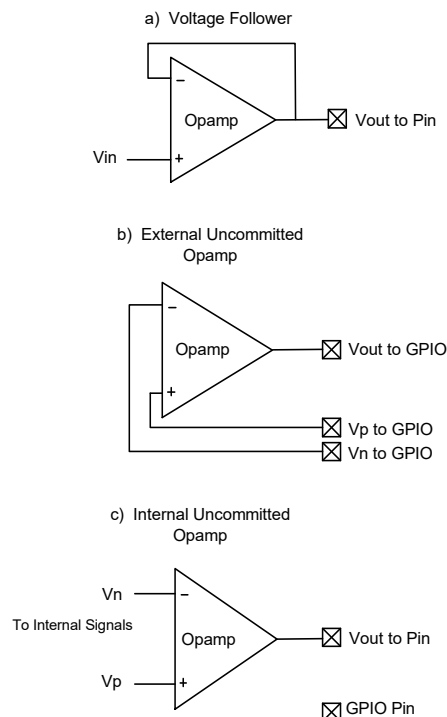 a) Voltage Follower
−
Opamp
Vout to Pin
Vin
+
b) External Uncommitted
Opamp
−
Opamp
Vout to GPIO
+
Vp to GPIO
Vn to GPIO
c) Internal Uncommitted
Opamp
Vn
−
To Internal Signals
Opamp
Vout to Pin
Vp
+
GPIO Pin